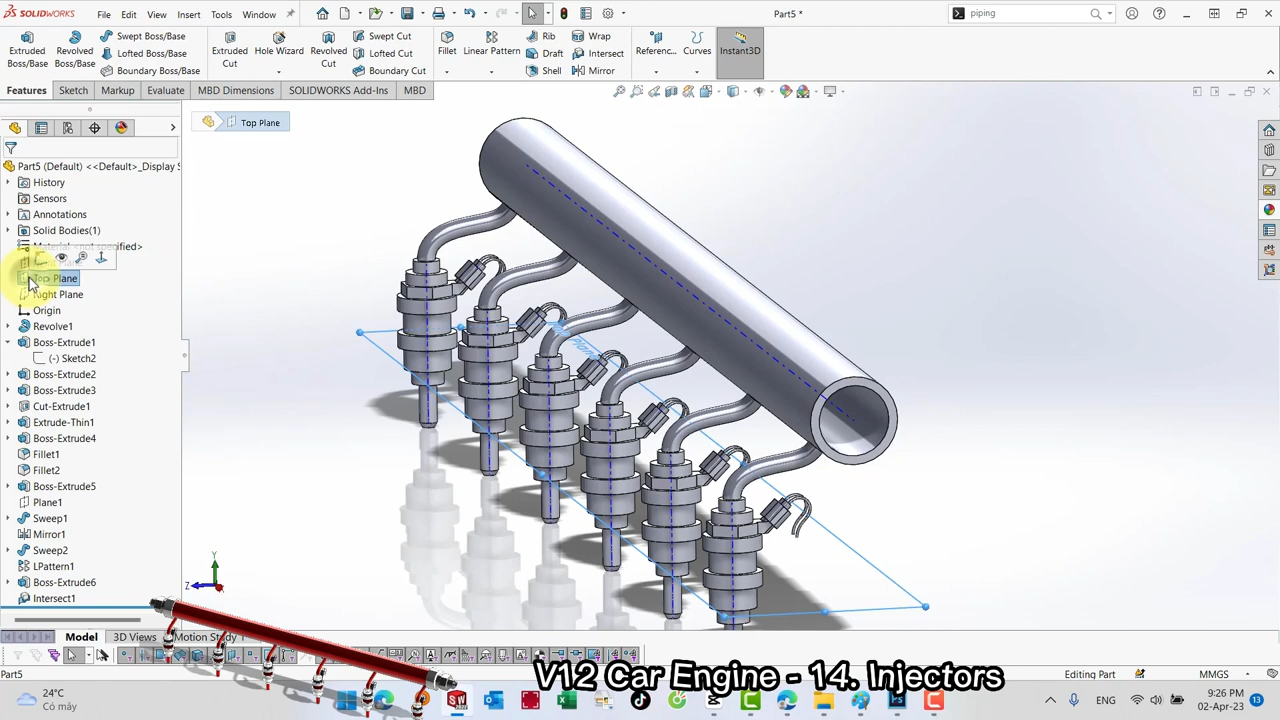 SOLIDWORKS
File
Edit
View
Insert
Tools
Window
Part5 *
piping
Extruded Boss/Base
Revolved Boss/Base
Swept Boss/Base
Lofted Boss/Base
Boundary Boss/Base
Extruded Cut
Hole Wizard
Revolved Cut
Swept Cut
Lofted Cut
Boundary Cut
Fillet
Linear Pattern
Rib
Draft
Shell
Wrap
Intersect
Mirror
Referenc...
Curves
Instant3D
Features
Sketch
Markup
Evaluate
MBD Dimensions
SOLIDWORKS Add-Ins
MBD
Top Plane
Part5 (Default) <<Default>_Display S
History
Sensors
Annotations
Solid Bodies(1)
Material <not specified>
Top Plane
Right Plane
Origin
Revolve1
Boss-Extrude1
(-) Sketch2
Boss-Extrude2
Boss-Extrude3
Cut-Extrude1
Extrude-Thin1
Boss-Extrude4
Fillet1
Fillet2
Boss-Extrude5
Plane1
Sweep1
Mirror1
Sweep2
LPattern1
Boss-Extrude6
Intersect1
Top Plane
Y
Z
Model
3D Views
Motion Study 1
Part5
Editing Part
MMGS
V12 Car Engine - 14. Injectors
24°C
Có mây
ENG
9:26 PM
02-Apr-23
13